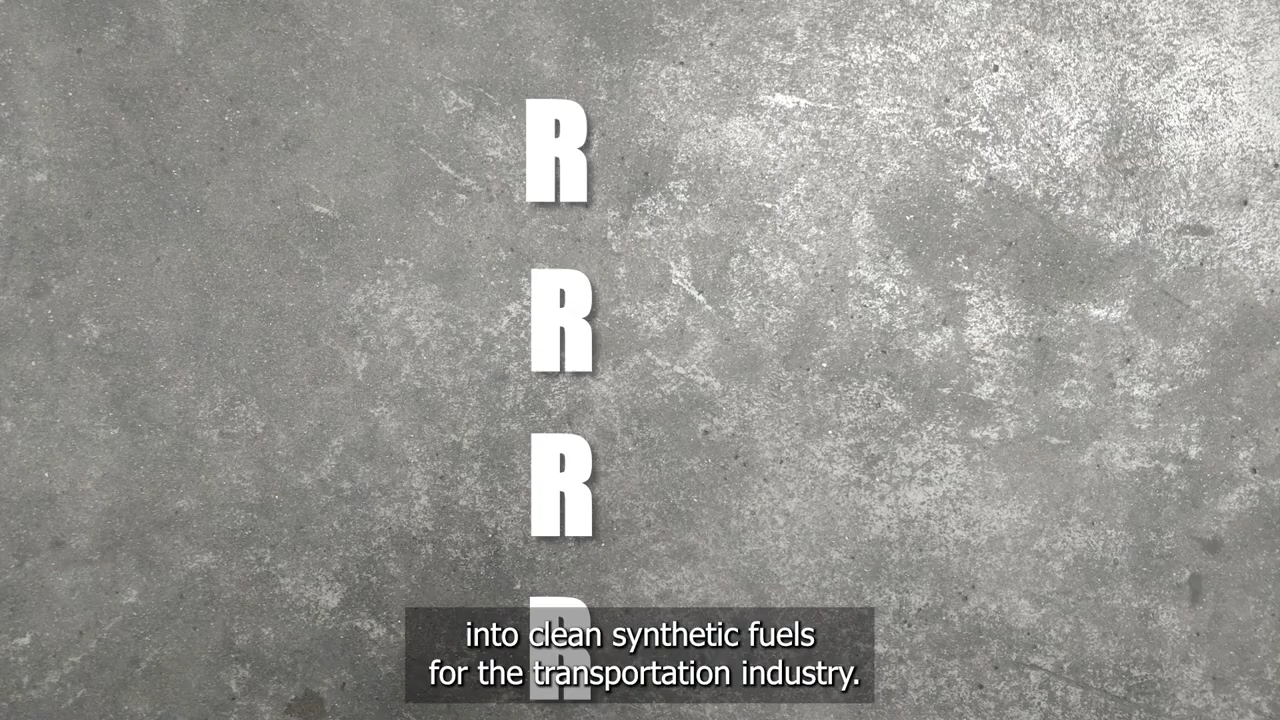 R
R
R
R
into clean synthetic fuels
for the transportation industry.